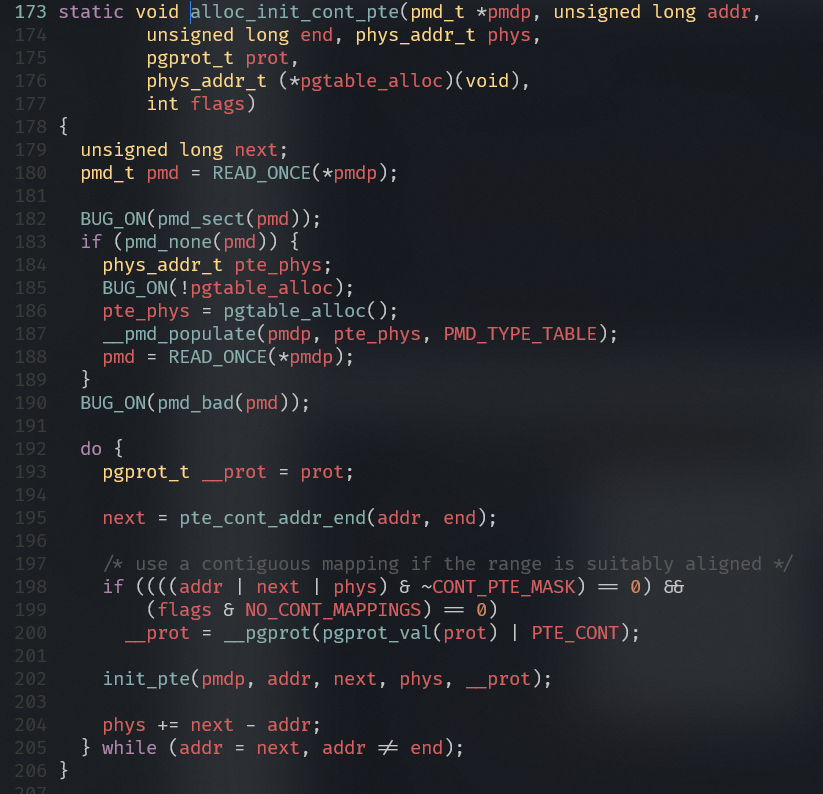 173 static void alloc_init_cont_pte(pmd_t *pmdp, unsigned long addr,
174         unsigned long end, phys_addr_t phys,
175         pgprot_t prot,
176         phys_addr_t (*pgtable_alloc)(void),
177         int flags)
178 {
179   unsigned long next;
180   pmd_t pmd = READ_ONCE(*pmdp);
181
182   BUG_ON(pmd_sect(pmd));
183   if (pmd_none(pmd)) {
184     phys_addr_t pte_phys;
185     BUG_ON(!pgtable_alloc);
186     pte_phys = pgtable_alloc();
187     __pmd_populate(pmdp, pte_phys, PMD_TYPE_TABLE);
188     pmd = READ_ONCE(*pmdp);
189   }
190   BUG_ON(pmd_bad(pmd));
191
192   do {
193     pgprot_t __prot = prot;
194
195     next = pte_cont_addr_end(addr, end);
196
197     /* use a contiguous mapping if the range is suitably aligned */
198     if ((((addr | next | phys) & ~CONT_PTE_MASK) == 0) &&
199         (flags & NO_CONT_MAPPINGS) == 0)
200       __prot = __pgprot(pgprot_val(prot) | PTE_CONT);
201
202     init_pte(pmdp, addr, next, phys, __prot);
203
204     phys += next - addr;
205   } while (addr = next, addr != end);
206 }
207